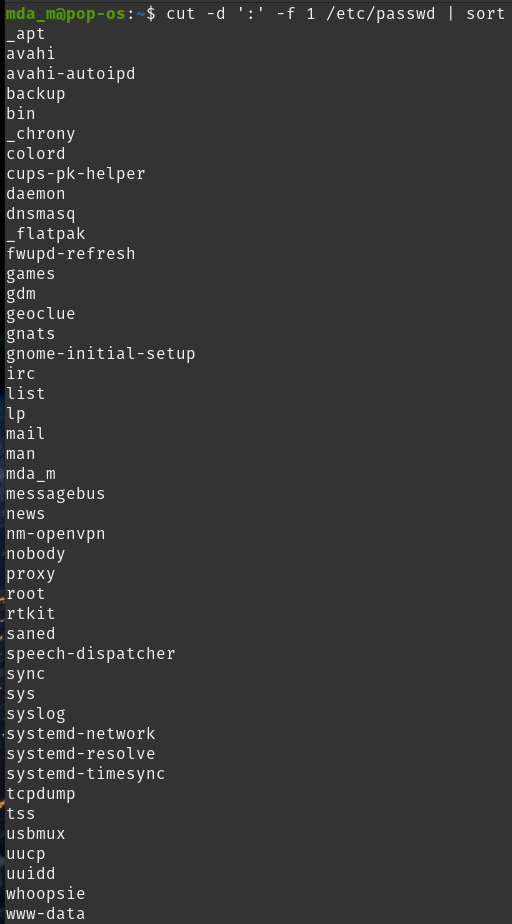 mda_m@pop-os:~$ cut -d ':' -f 1 /etc/passwd | sort
_apt
avahi
avahi-autoipd
backup
bin
_chrony
colord
cups-pk-helper
daemon
dnsmasq
_flatpak
fwupd-refresh
games
gdm
geoclue
gnats
gnome-initial-setup
irc
list
lp
mail
man
mda_m
messagebus
news
nm-openvpn
nobody
proxy
root
rtkit
saned
speech-dispatcher
sync
sys
syslog
systemd-network
systemd-resolve
systemd-timesync
tcpdump
tss
usbmux
uucp
uuidd
whoopsie
www-data